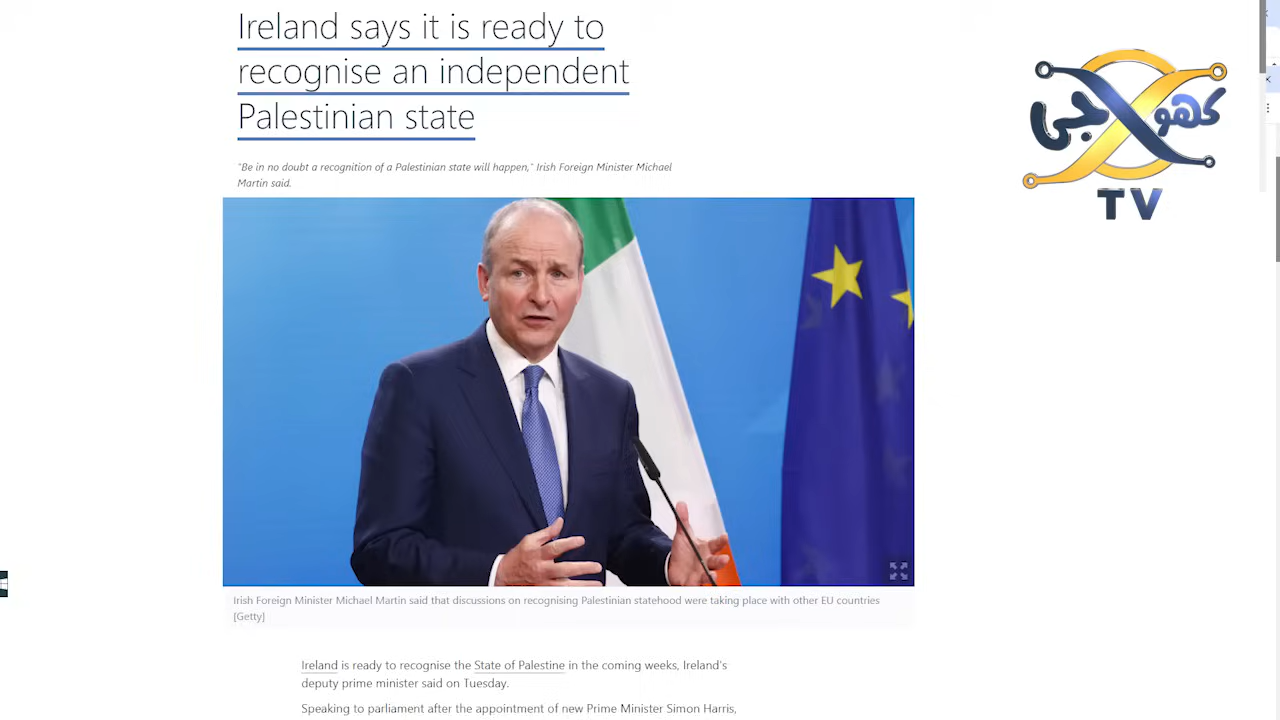 Ireland says it is ready to
recognise an independent
Palestinian state
"Be in no doubt a recognition of a Palestinian state will happen," Irish Foreign Minister Michael
Martin said.
کھوجی
TV
Irish Foreign Minister Michael Martin said that discussions on recognising Palestinian statehood were taking place with other EU countries
[Getty]
Ireland is ready to recognise the State of Palestine in the coming weeks, Ireland's
deputy prime minister said on Tuesday.
Speaking to parliament after the appointment of new Prime Minister Simon Harris,